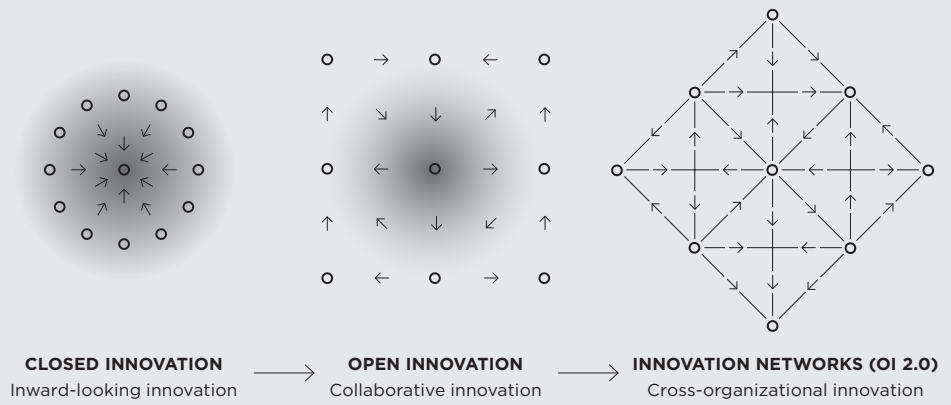 CLOSED INNOVATION
Inward-looking innovation
OPEN INNOVATION
Collaborative innovation
INNOVATION NETWORKS (OI 2.0)
Cross-organizational innovation